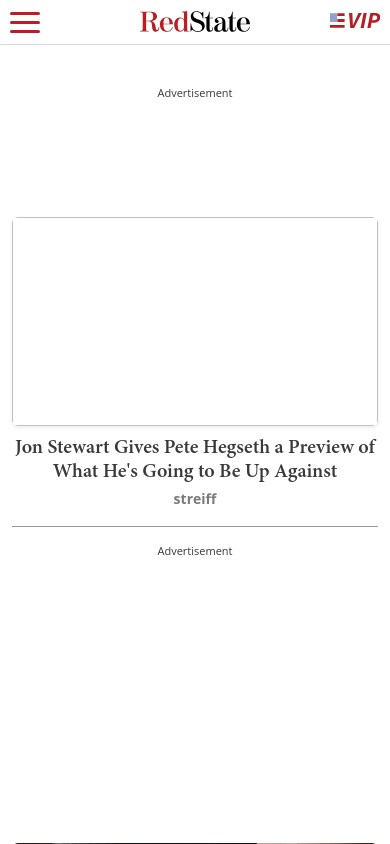 RedState
VIP
Advertisement
Jon Stewart Gives Pete Hegseth a Preview of
What He's Going to Be Up Against
streiff
Advertisement